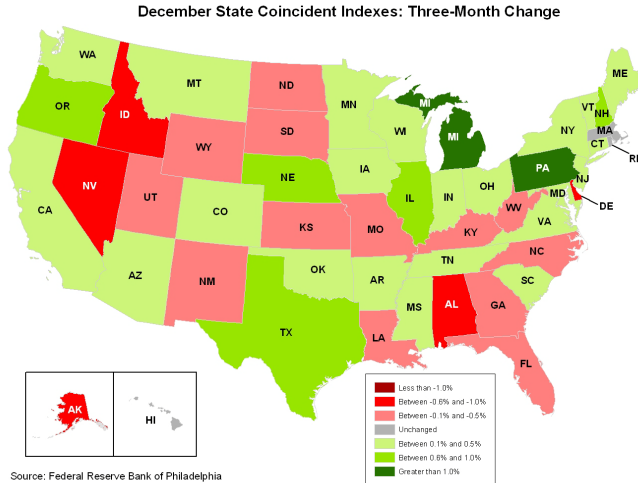 December State Coincident Indexes: Three-Month Change
WA
MT
ND
MN
ME
OR
ID
SD
WI
MI
MI
VT
NH
NY
MA
CT
RI
WY
NE
IA
PA
NJ
NV
UT
CO
IL
IN
OH
MD
DE
CA
KS
MO
WV
VA
KY
AZ
NM
OK
AR
TN
NC
SC
TX
MS
AL
GA
LA
FL
AK
HI
Less than -1.0%
Between -0.6% and -1.0%
Between -0.1% and -0.5%
Unchanged
Between 0.1% and 0.5%
Between 0.6% and 1.0%
Greater than 1.0%
Source: Federal Reserve Bank of Philadelphia